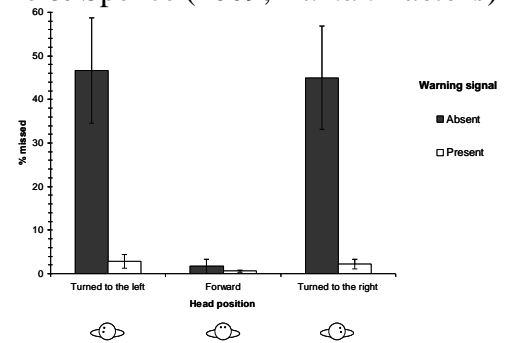 60
50
40
30
20
10
0
% missed
Turned to the left
Forward
Turned to the right
Head position
Warning signal
Absent
Present